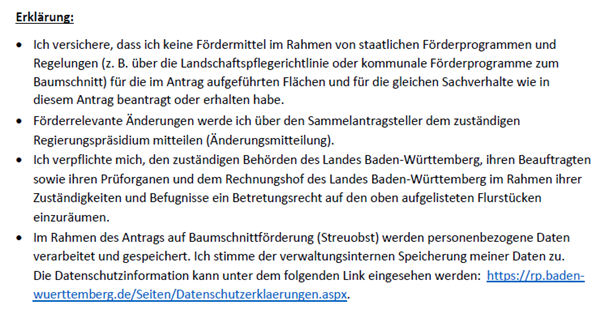 Erklärung:
• Ich versichere, dass ich keine Fördermittel im Rahmen von staatlichen Förderprogrammen und
Regelungen (z. B. über die Landschaftspflegerichtlinie oder kommunale Förderprogramme zum
Baumschnitt) für die im Antrag aufgeführten Flächen und für die gleichen Sachverhalte wie in
diesem Antrag beantragt oder erhalten habe.
• Förderrelevante Änderungen werde ich über den Sammelantragsteller dem zuständigen
Regierungspräsidium mitteilen (Änderungsmitteilung).
• Ich verpflichte mich, den zuständigen Behörden des Landes Baden-Württemberg, ihren Beauftragten
sowie ihren Prüforganen und dem Rechnungshof des Landes Baden-Württemberg im Rahmen ihrer
Zuständigkeiten und Befugnisse ein Betretungsrecht auf den oben aufgelisteten Flurstücken
einzuräumen.
• Im Rahmen des Antrags auf Baumschnittförderung (Streuobst) werden personenbezogene Daten
verarbeitet und gespeichert. Ich stimme der verwaltungsinternen Speicherung meiner Daten zu.
Die Datenschutzinformation kann unter dem folgenden Link eingesehen werden: https://rp.baden-
wuerttemberg.de/Seiten/Datenschutzerklaerungen.aspx.